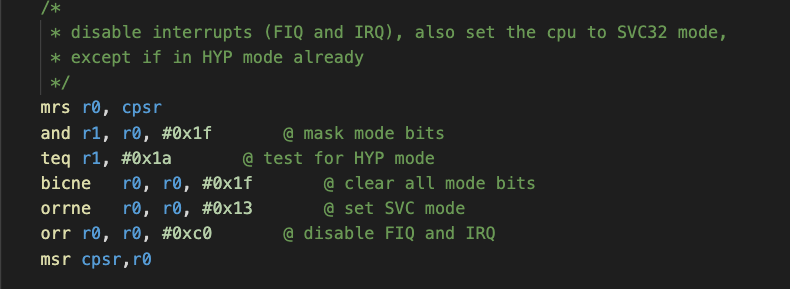 /*
* disable interrupts (FIQ and IRQ), also set the cpu to SVC32 mode,
* except if in HYP mode already
*/
mrs r0, cpsr
and r1, r0, #0x1f @ mask mode bits
teq r1, #0x1a @ test for HYP mode
bicne r0, r0, #0x1f @ clear all mode bits
orrne r0, r0, #0x13 @ set SVC mode
orr r0, r0, #0xc0 @ disable FIQ and IRQ
msr cpsr,r0